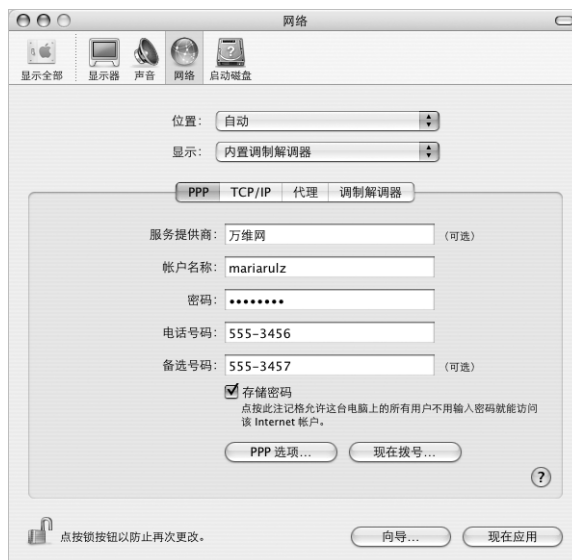 网络
显示全部 显示器 声音 网络 启动磁盘
位置: 自动
显示: 内置调制解调器
PPP TCP/IP 代理 调制解调器
服务提供商: 万维网 (可选)
帐户名称: mariarulz
密码: ••••••••
电话号码: 555-3456
备选号码: 555-3457 (可选)
存储密码
点按此注记格允许这台电脑上的所有用户不用输入密码就能访问
该 Internet 帐户。
PPP 选项... 现在拨号...
?
点按锁按钮以防止再次更改。 向导... 现在应用